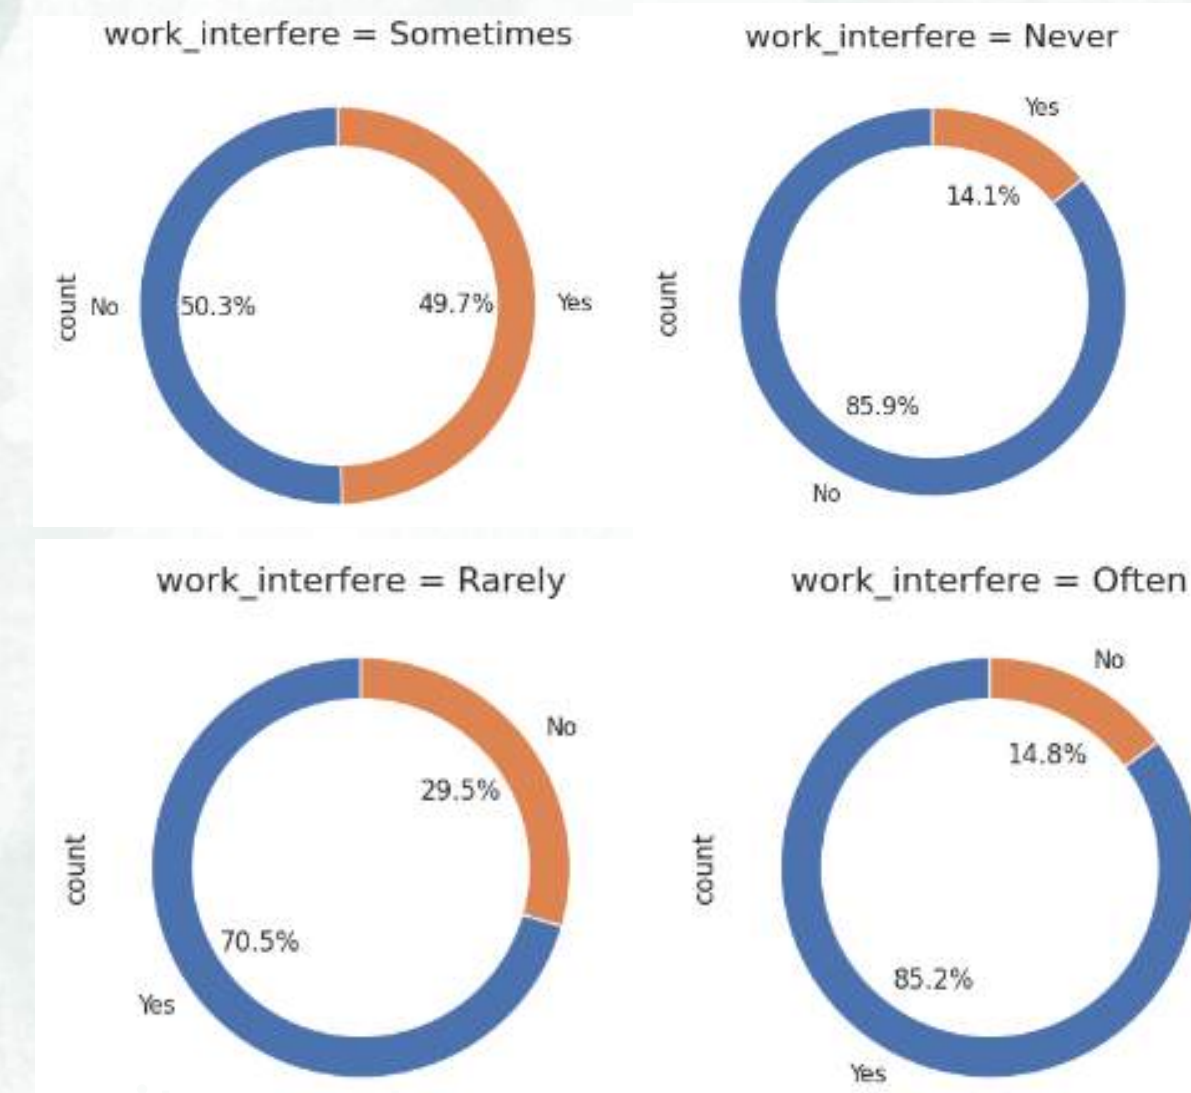 work_interfere = Sometimes
count
No
50.3%
49.7%
Yes
work_interfere = Never
count
Yes
14.1%
85.9%
No
work_interfere = Rarely
count
No
29.5%
70.5%
Yes
work_interfere = Often
count
No
14.8%
85.2%
Yes